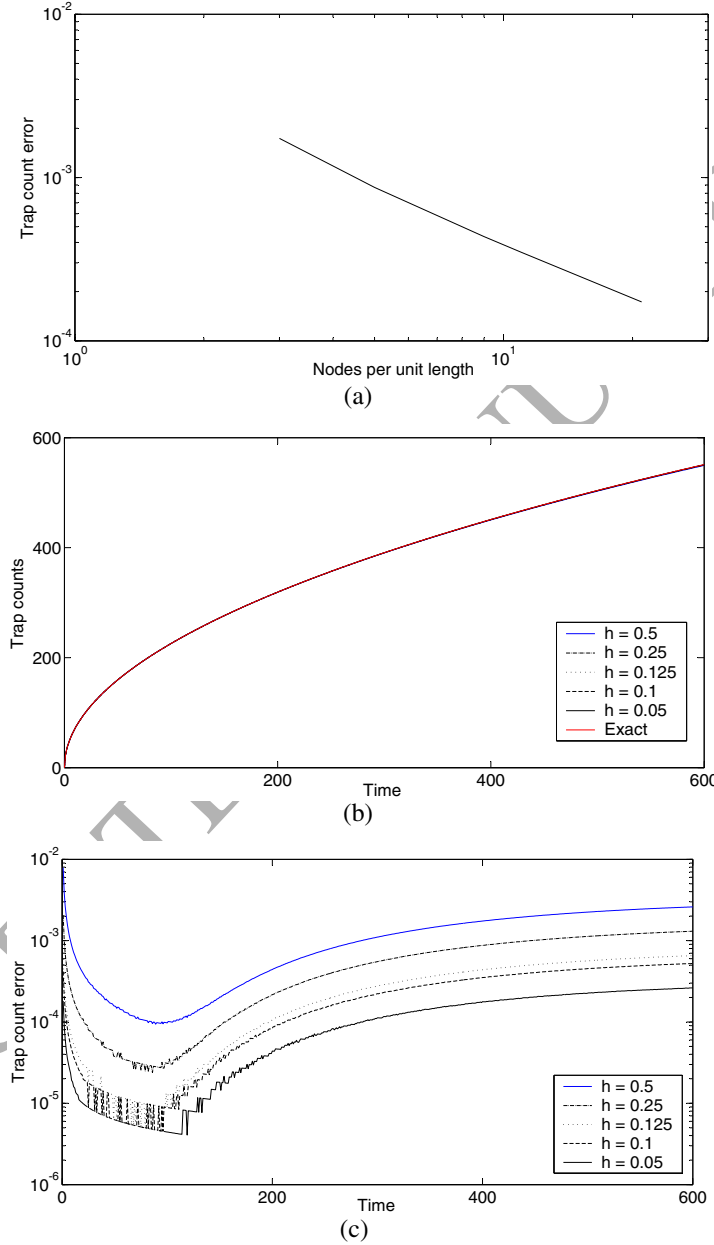 10^-2
10^-3
10^-4
Trap count error
10^0
10^1
Nodes per unit length
(a)
600
400
200
0
Trap counts
0
200
400
600
Time
h = 0.5
h = 0.25
h = 0.125
h = 0.1
h = 0.05
Exact
(b)
10^-2
10^-3
10^-4
10^-5
10^-6
Trap count error
0
200
400
600
Time
h = 0.5
h = 0.25
h = 0.125
h = 0.1
h = 0.05
(c)